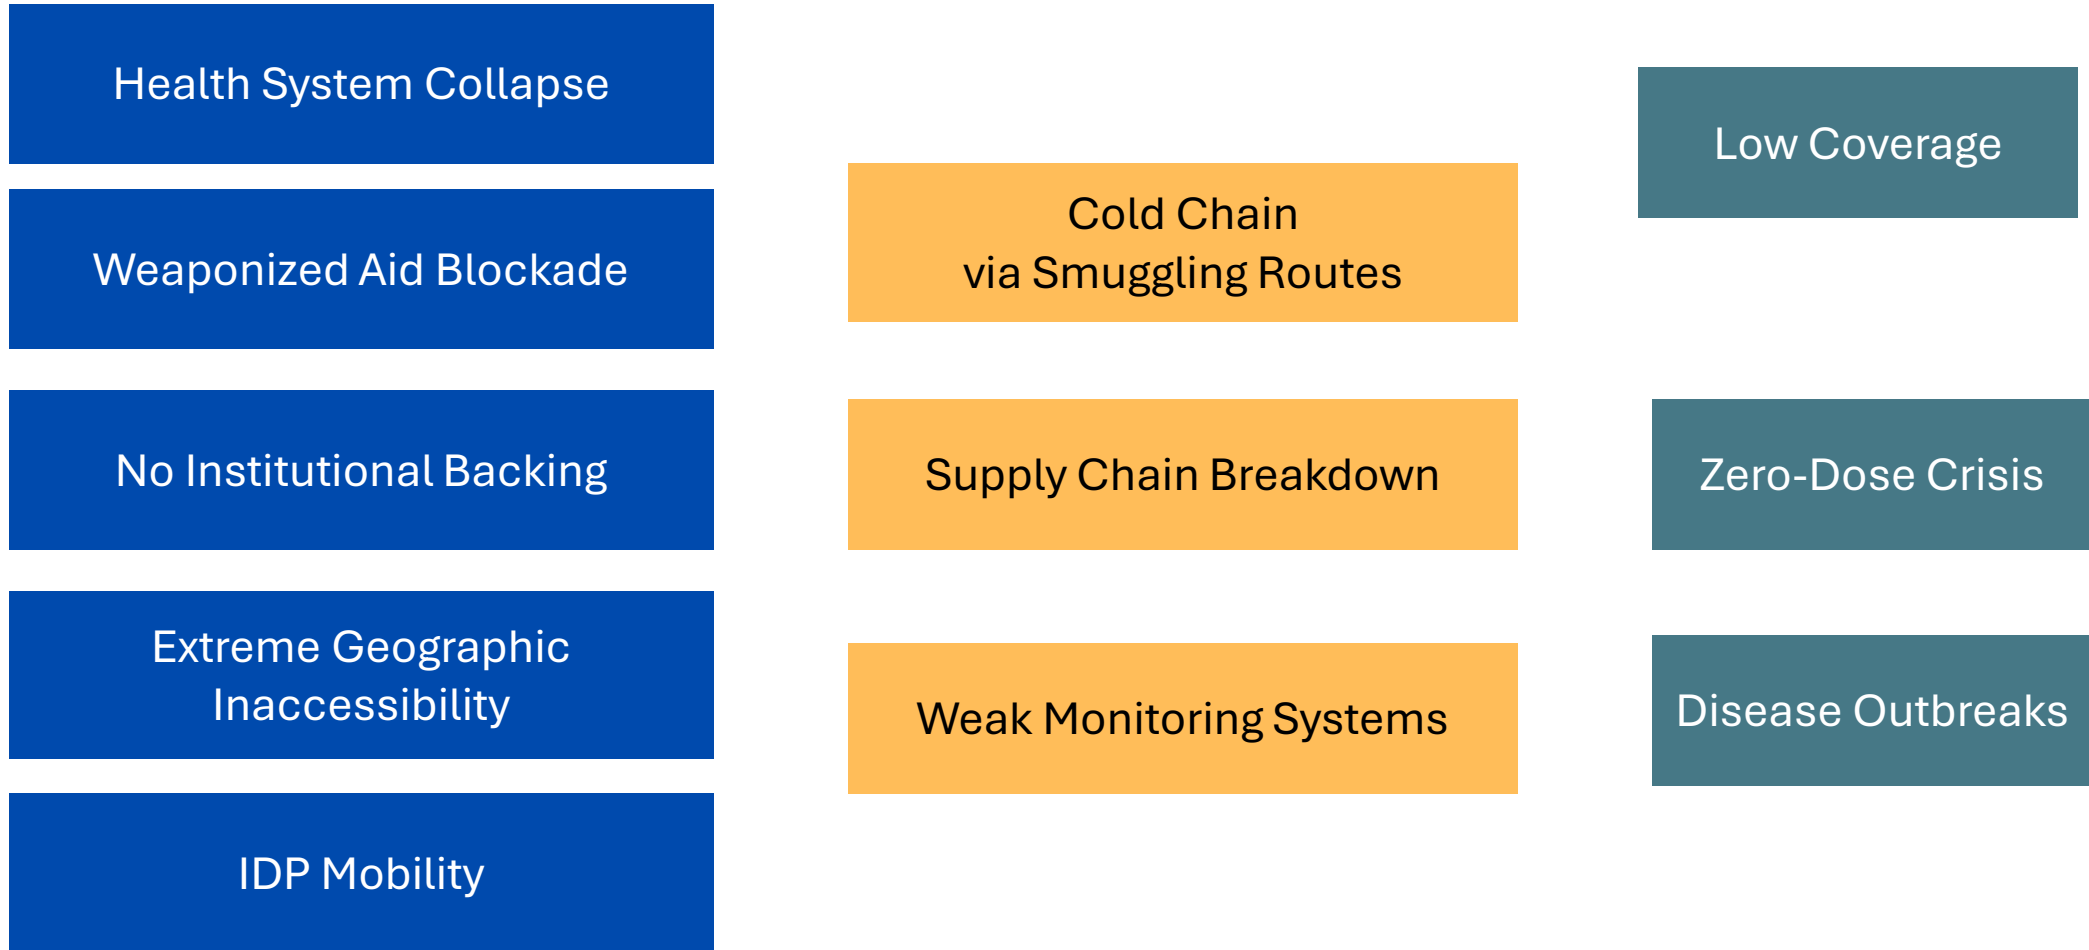 Health System Collapse
Weaponized Aid Blockade
No Institutional Backing
Extreme Geographic
Inaccessibility
IDP Mobility
Cold Chain
via Smuggling Routes
Supply Chain Breakdown
Weak Monitoring Systems
Low Coverage
Zero-Dose Crisis
Disease Outbreaks